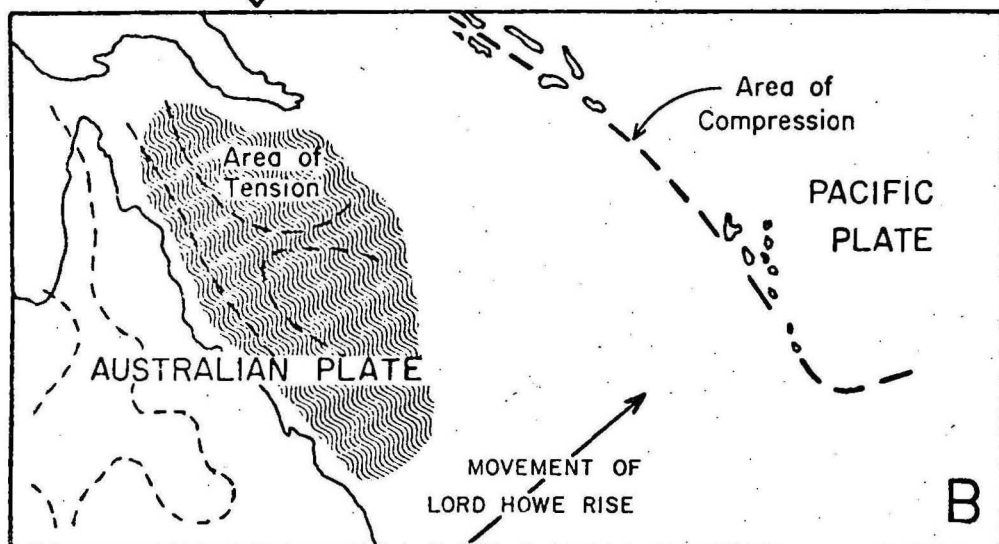 Area of
Compression
Area of
Tension
PACIFIC
PLATE
AUSTRALIAN PLATE
MOVEMENT OF
LORD HOWE RISE
B